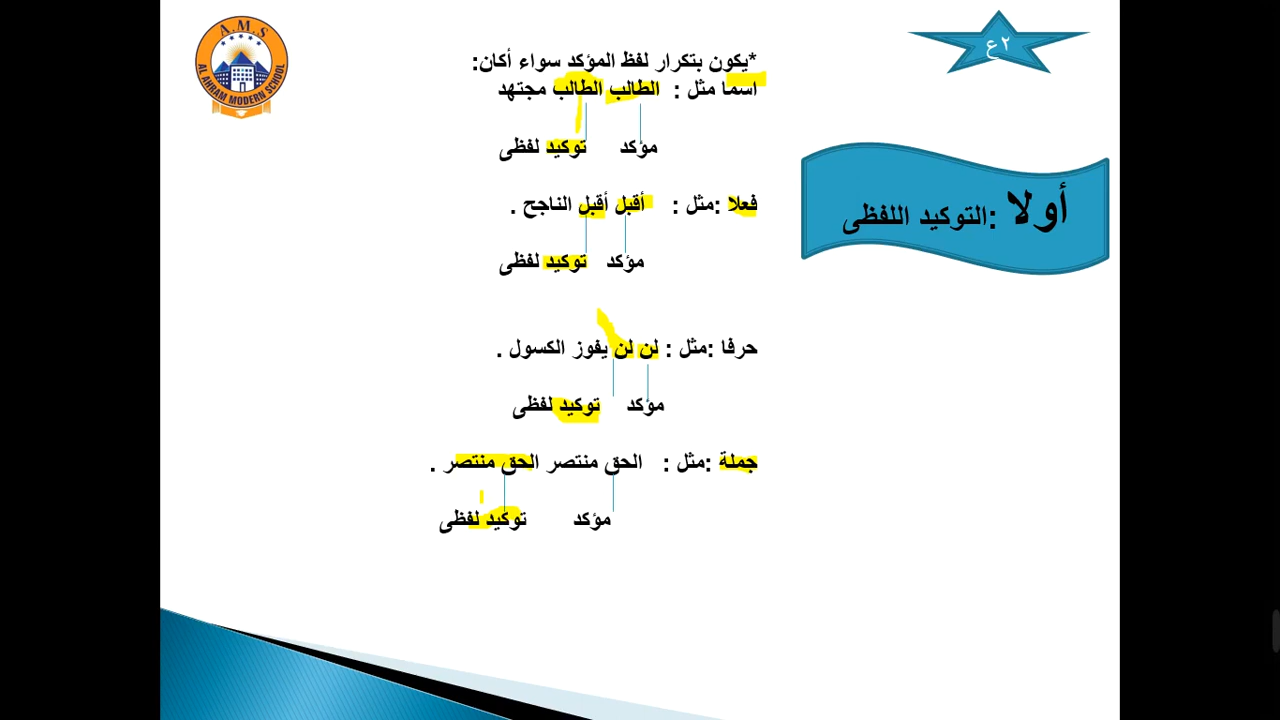 A.M.S
AL AHRAM MODERN SCHOOL
٢ع
أولا :التوكيد اللفظى
*يكون بتكرار لفظ المؤكد سواء أكان:
اسما مثل : الطالب الطالب مجتهد
مؤكد توكيد لفظى
فعلا :مثل : أقبل أقبل الناجح .
مؤكد توكيد لفظى
حرفا :مثل : لن لن يفوز الكسول .
مؤكد توكيد لفظى
جملة :مثل : الحق منتصر الحق منتصر .
مؤكد توكيد لفظى